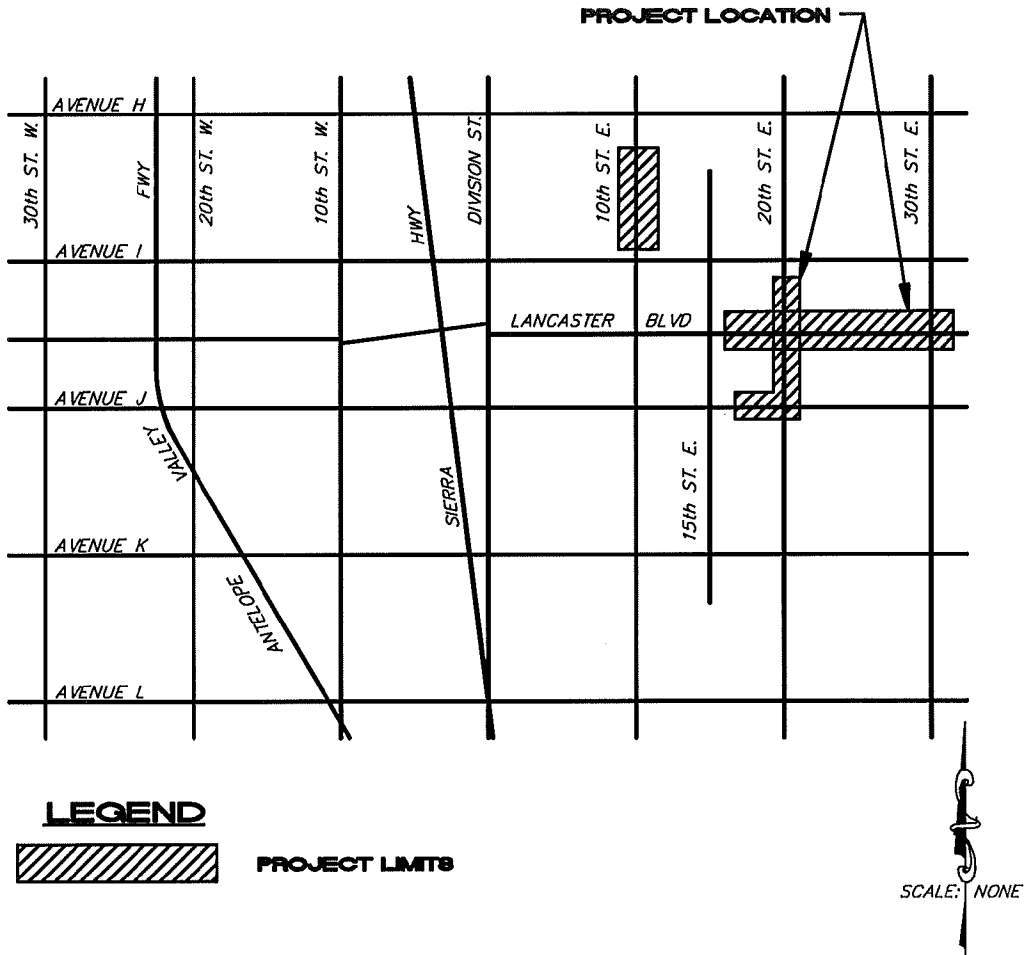 PROJECT LOCATION
AVENUE H
30th ST. W.
FWY
20th ST. W.
10th ST. W.
HWY
DIVISION ST.
10th ST. E.
20th ST. E.
30th ST. E.
AVENUE I
LANCASTER BLVD
AVENUE J
VALLEY
SIERRA
15th ST. E.
AVENUE K
ANTELOPE
AVENUE L
LEGEND
PROJECT LIMITS
SCALE: NONE